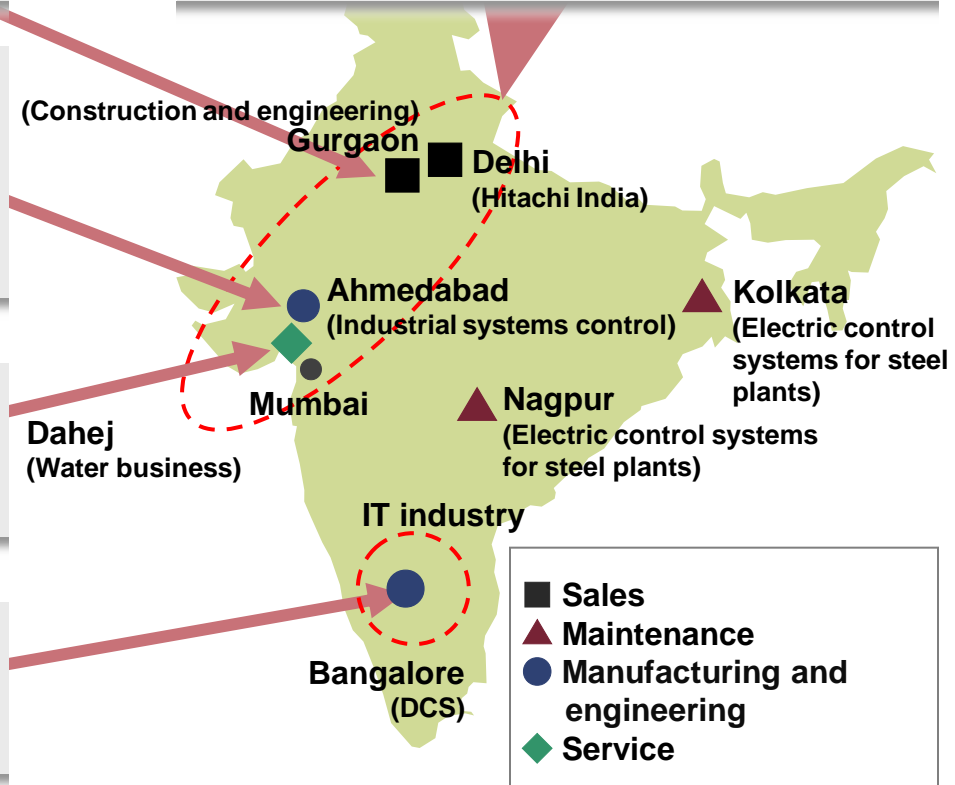 (Construction and engineering)
Gurgaon
Delhi
(Hitachi India)
Ahmedabad
(Industrial systems control)
Kolkata
(Electric control
systems for steel
plants)
Mumbai
Nagpur
(Electric control systems
for steel plants)
Dahej
(Water business)
IT industry
Bangalore
(DCS)
Sales
Maintenance
Manufacturing and
engineering
Service